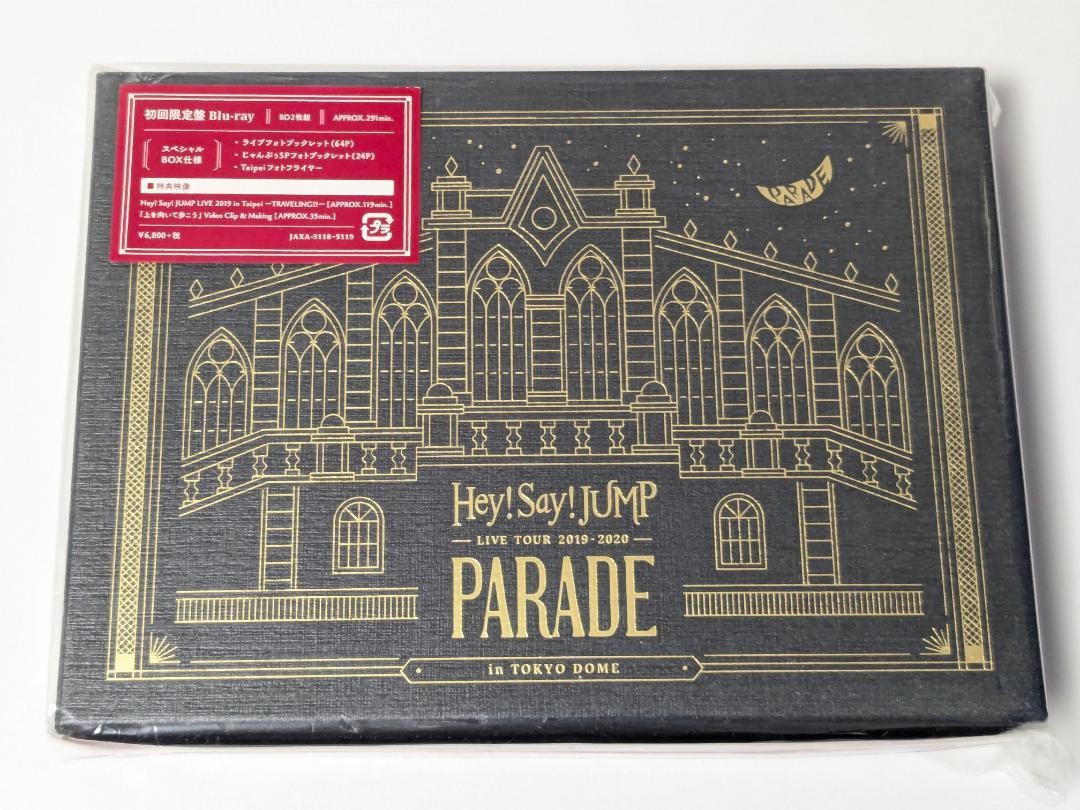 初回限定盤 Blu-ray
BD2枚組
APPROX. 291min.
スペシャル
BOX仕様
・ライブフォトブックレット(64P)
・じゃんぷぅSPフォトブックレット(24P)
・Taipeiフォトフライヤー
■特典映像
Hey! Say! JUMP LIVE 2019 in Taipei ~TRAVELING!!~ [APPROX.119min.]
「上を向いて歩こう」Video Clip & Making [APPROX.35min.]
¥6,800+税
JAXA-5118~5119
プラ
PARADE
Hey! Say! JUMP
LIVE TOUR 2019-2020
PARADE
in TOKYO DOME